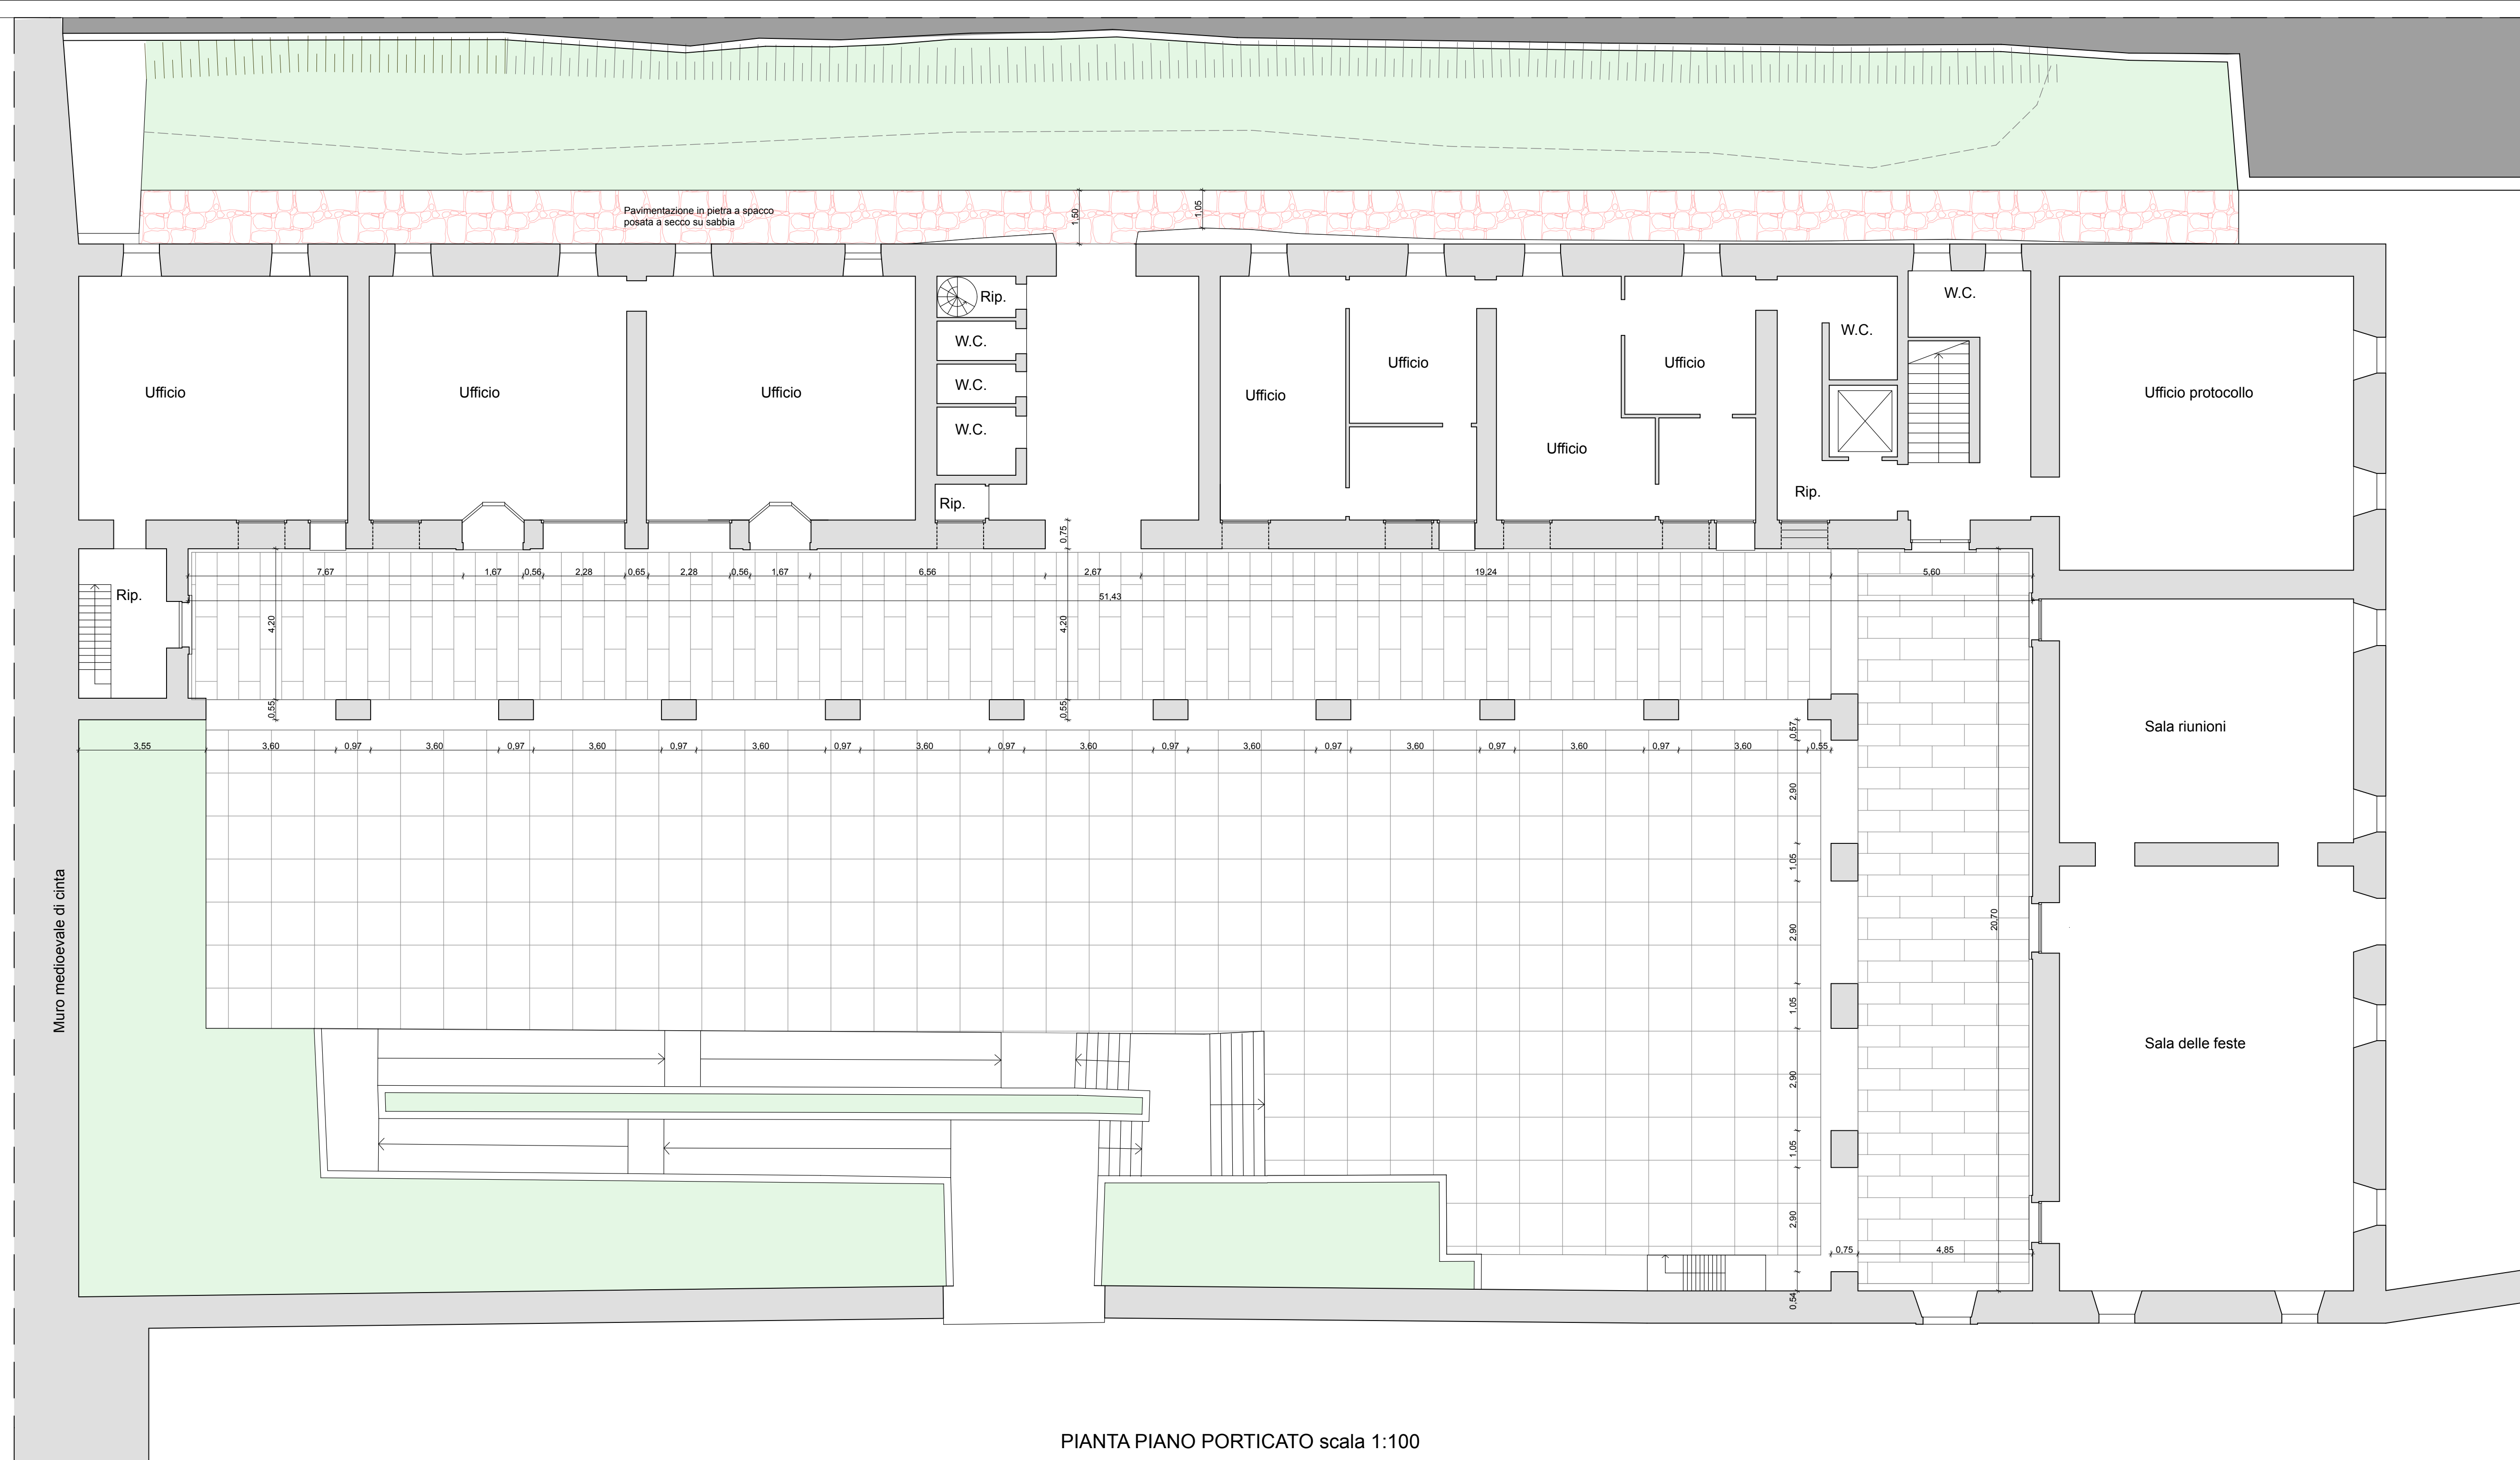 Pavimentazione in pietra a spacco
posata a secco su sabbia
1,50
1,05
Rip.
W.C.
W.C.
W.C.
W.C.
W.C.
Ufficio
Ufficio
Ufficio
Ufficio
Ufficio
Ufficio
Ufficio
Ufficio protocollo
Rip.
Rip.
0,75
7,67
1,67
0,56
2,28
0,65
2,28
0,56
1,67
6,56
2,67
19,24
5,60
51,43
Rip.
4,20
4,20
0,55
0,55
3,55
3,60
0,97
3,60
0,97
3,60
0,97
3,60
0,97
3,60
0,97
3,60
0,97
3,60
0,97
3,60
0,97
3,60
0,97
3,60
0,55
0,57
2,90
1,05
2,90
1,05
2,90
1,05
2,90
0,54
20,70
Sala riunioni
Sala delle feste
Muro medioevale di cinta
0,75
4,85
PIANTA PIANO PORTICATO scala 1:100